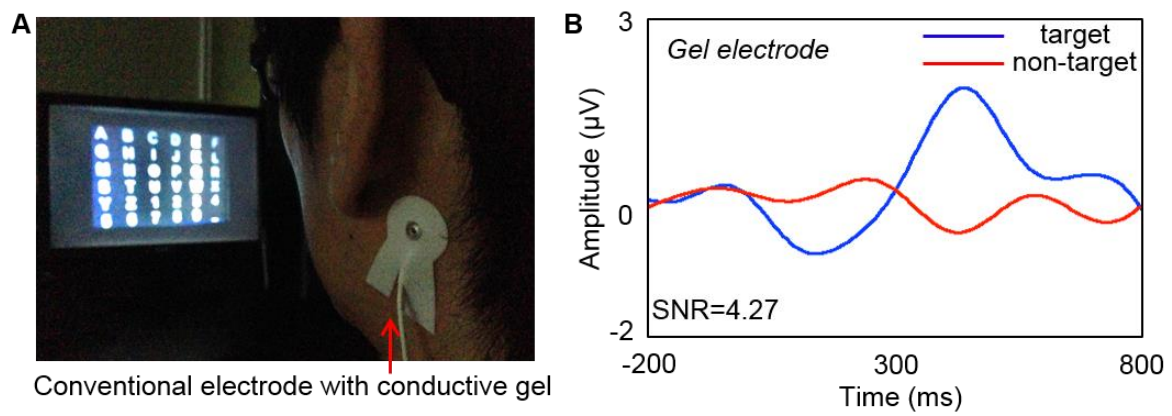 A
A B C D
Conventional electrode with conductive gel
B
3
Gel electrode
target
non-target
Amplitude (µV)
0
SNR=4.27
-2
-200
300
800
Time (ms)